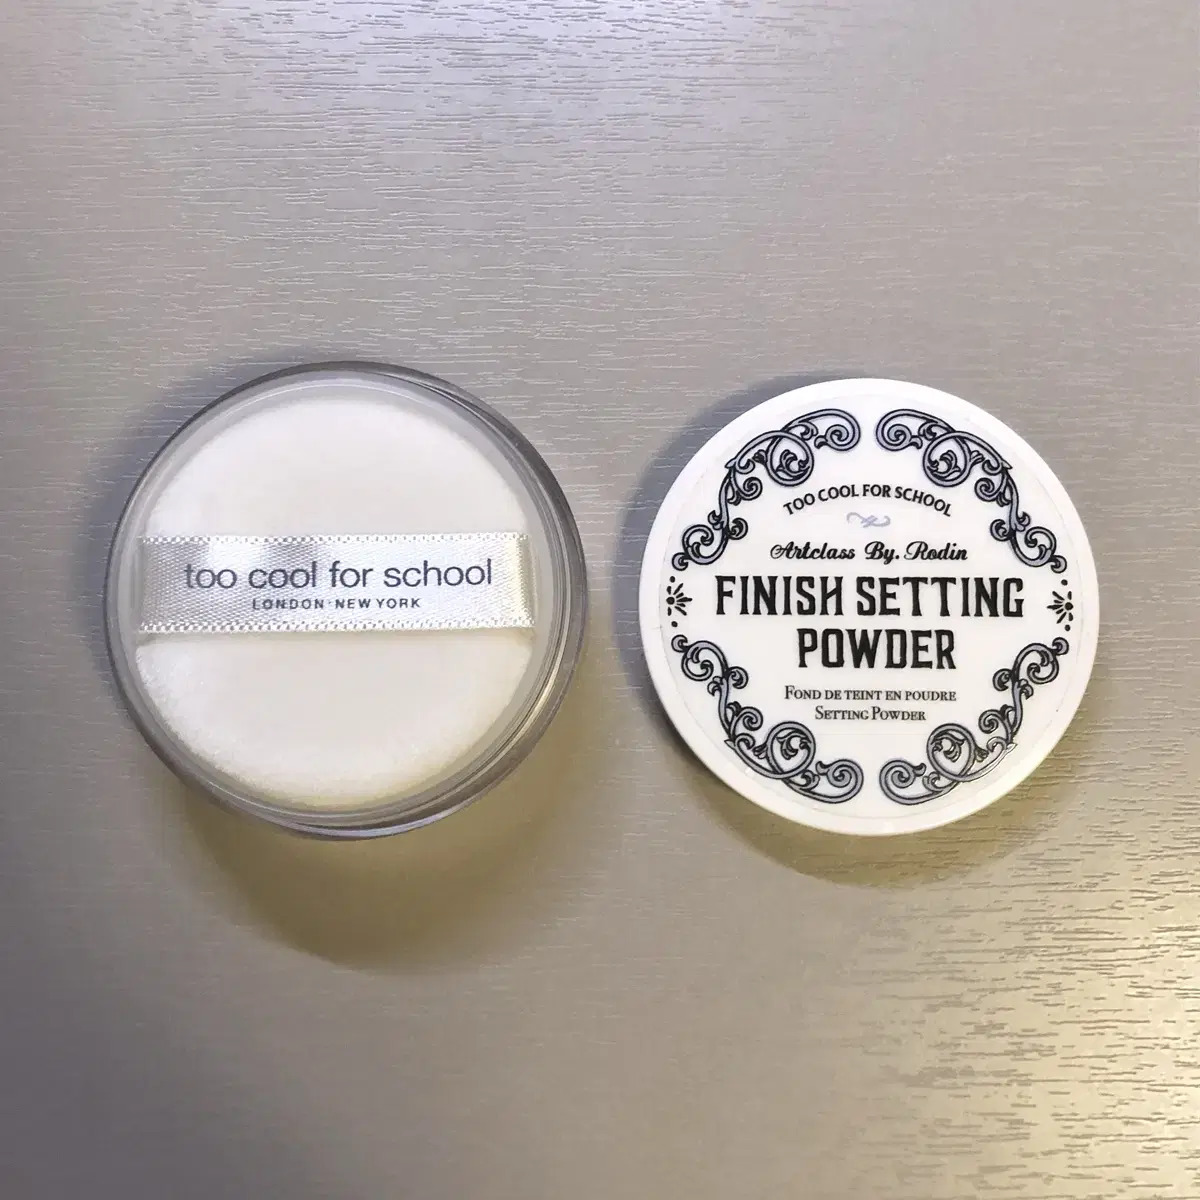 too cool for school
LONDON·NEW YORK
TOO COOL FOR SCHOOL
Artclass By. Rodin
FINISH SETTING
POWDER
FOND DE TEINT EN POUDRE
SETTING POWDER